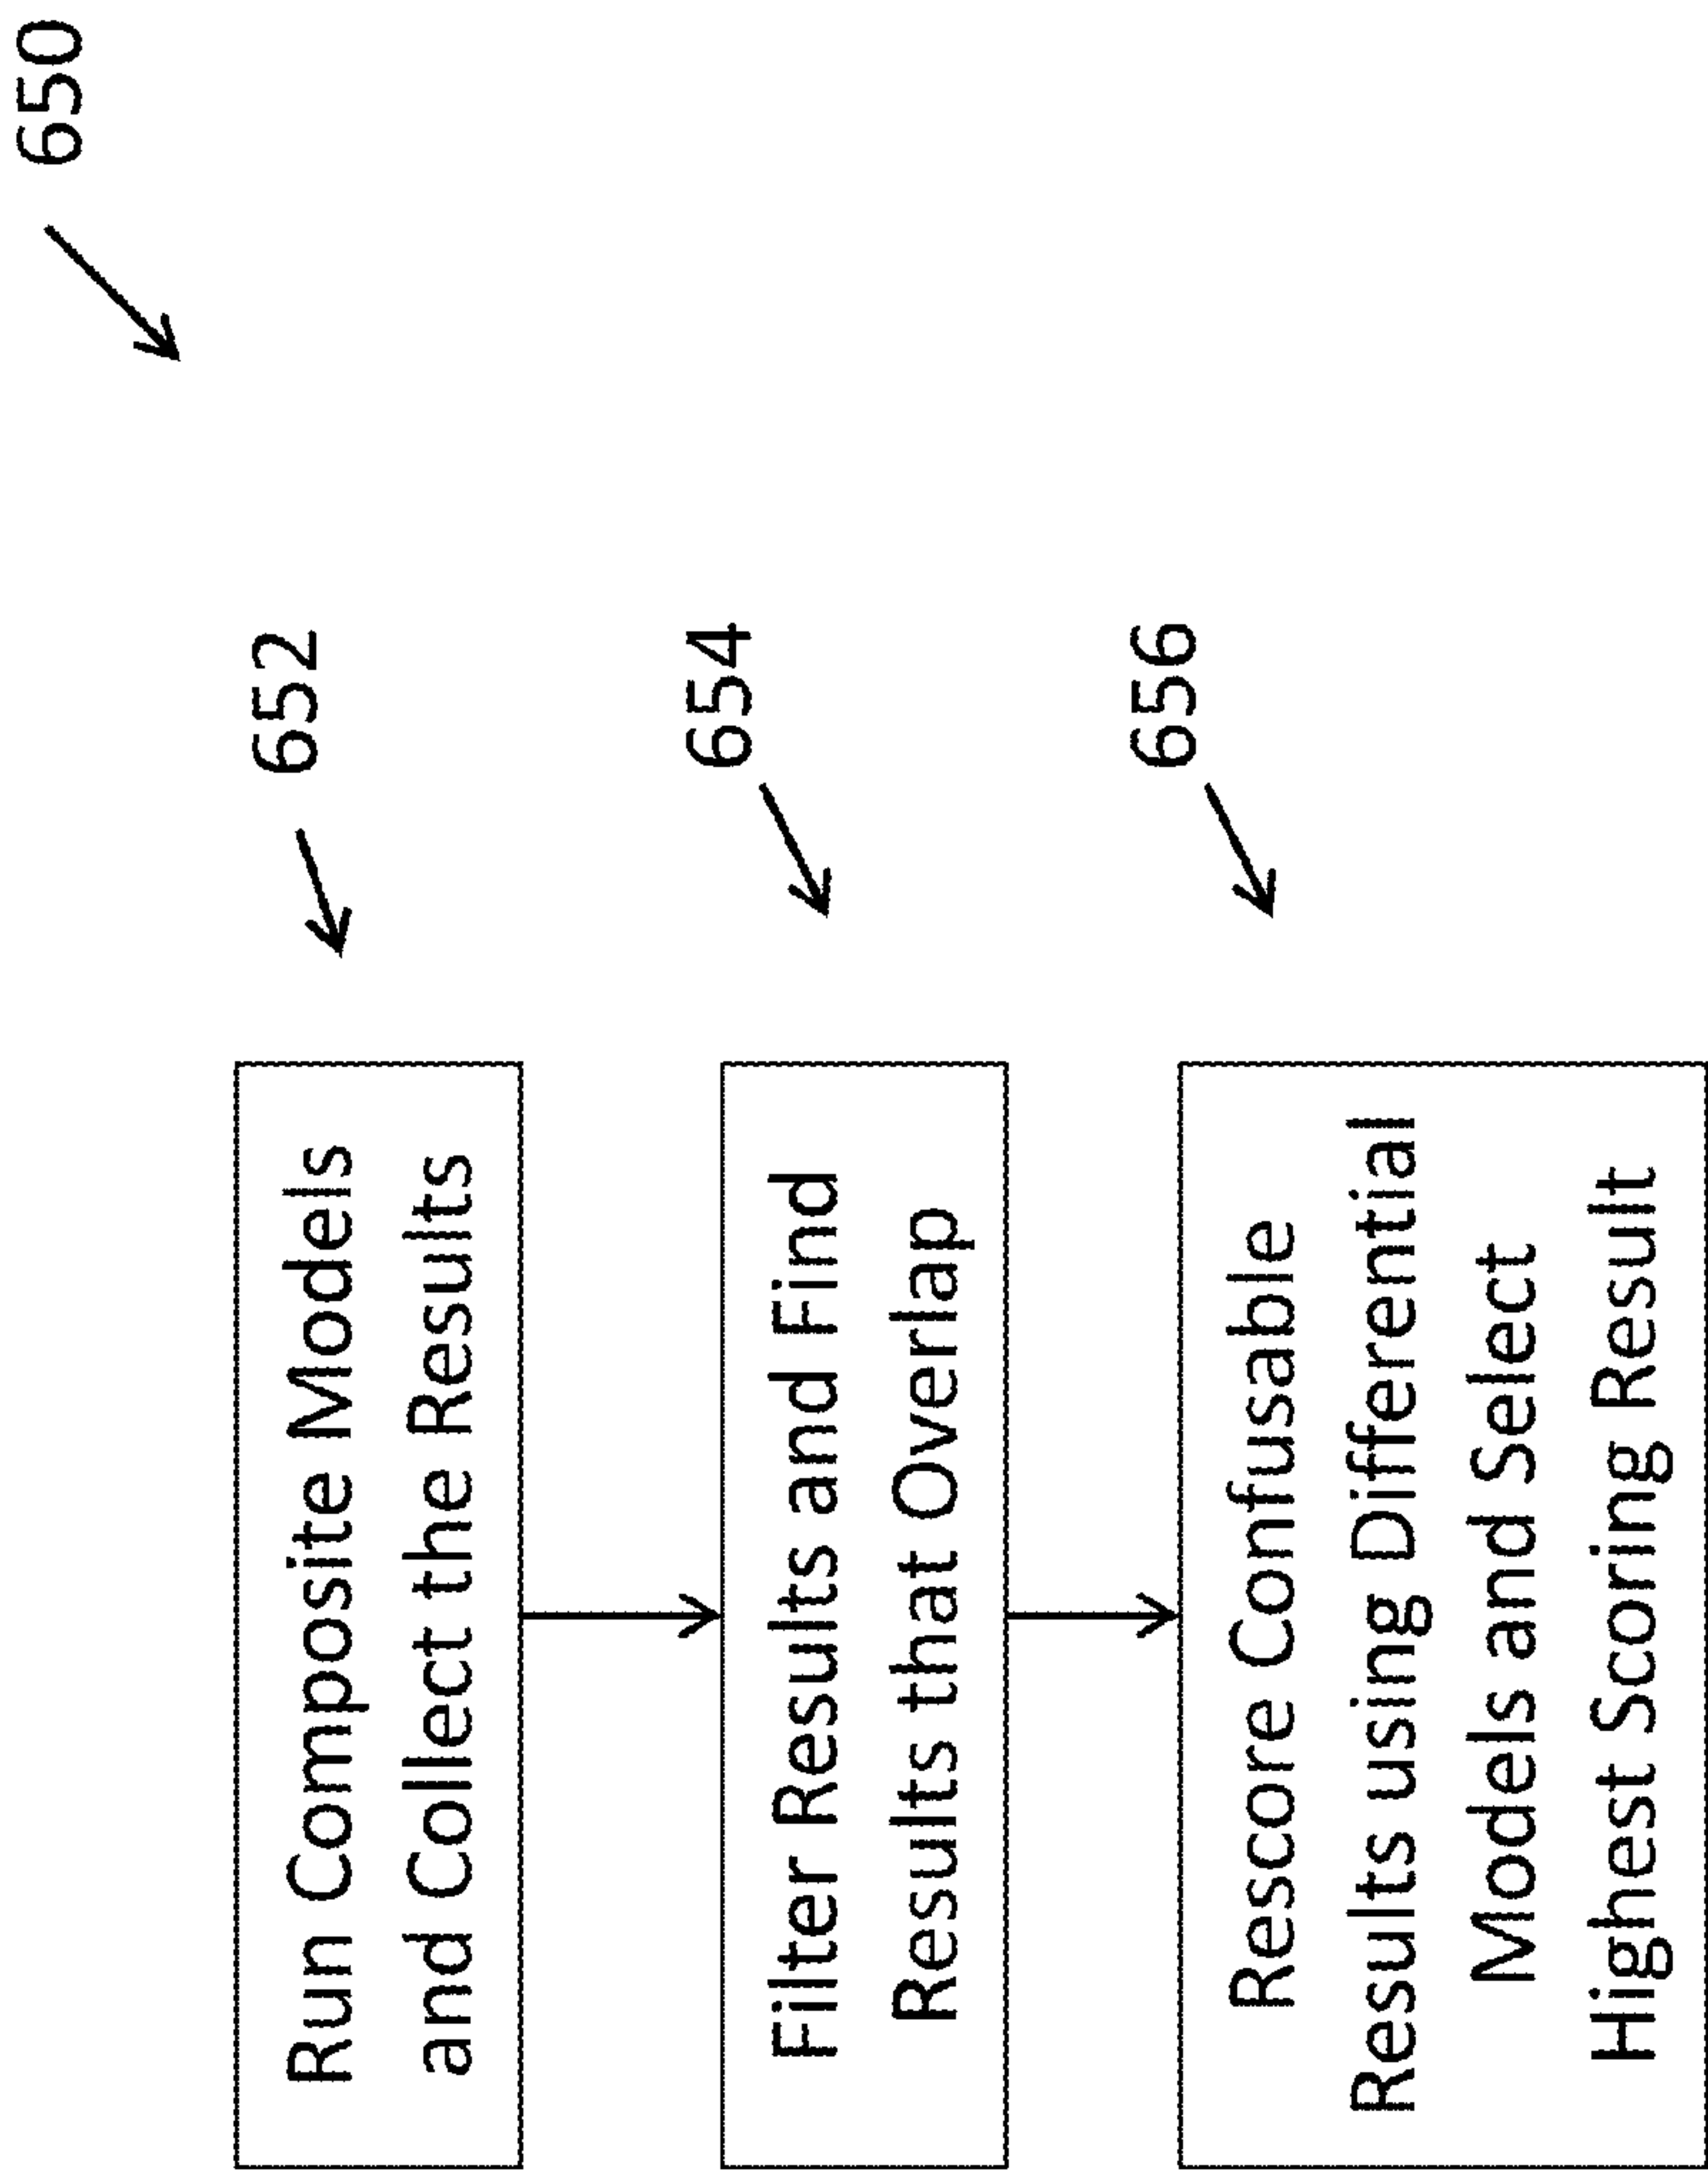 650
652
Run Composite Models
and Collect the Results
654
Filter Results and Find
Results that Overlap
656
Rescore Confusable
Results using Differential
Models and Select
Highest Scoring Result